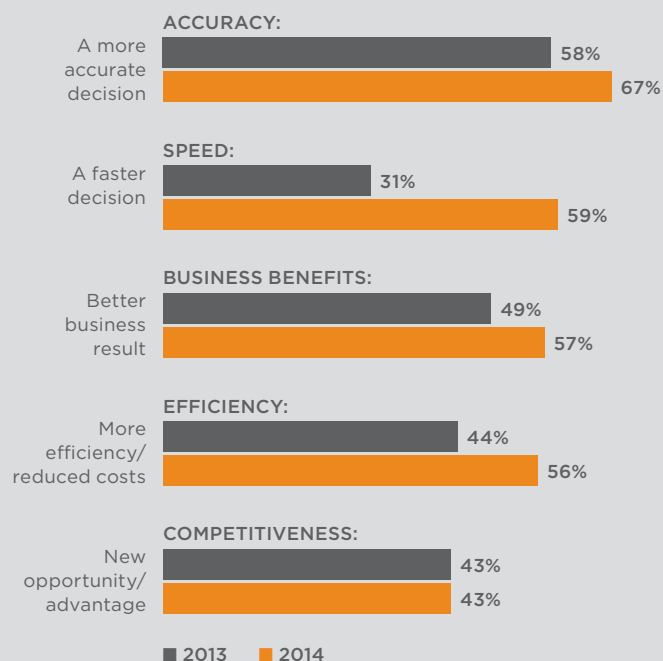 ACCURACY:
A more
accurate
decision
58%
67%
SPEED:
A faster
decision
31%
59%
BUSINESS BENEFITS:
Better
business
result
49%
57%
EFFICIENCY:
More
efficiency/
reduced costs
44%
56%
COMPETITIVENESS:
New
opportunity/
advantage
43%
43%
2013 2014